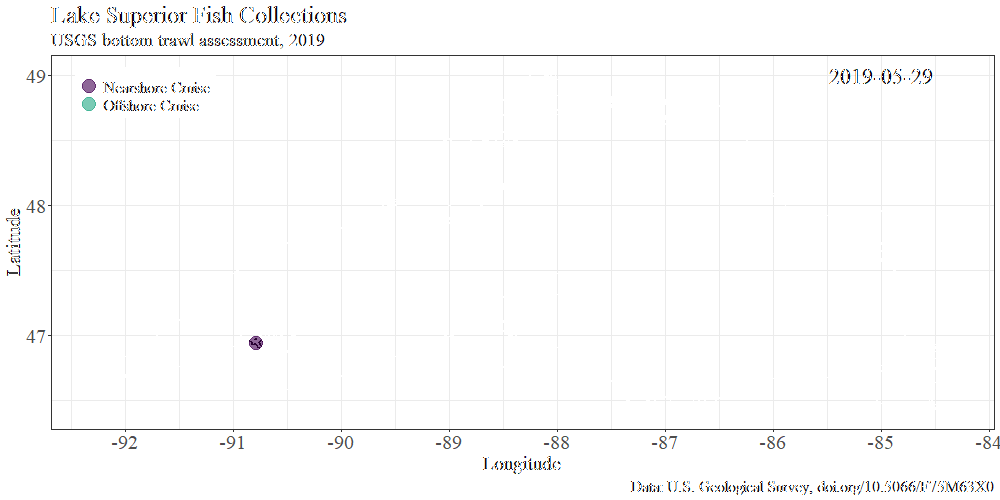 Lake Superior Fish Collections
USGS bottom trawl assessment, 2019
2019-05-29
Nearshore Cruise
Offshore Cruise
Latitude
49
48
47
-92 -91 -90 -89 -88 -87 -86 -85 -84
Longitude
Data: U.S. Geological Survey, doi.org/10.5066/F75M63X0